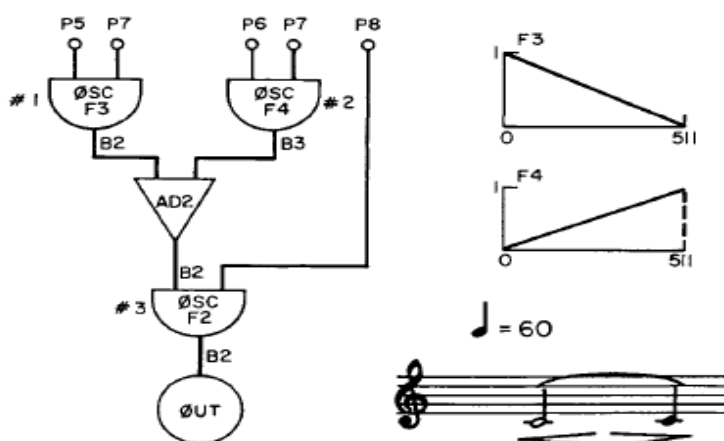 P5 P7 P6 P7 P8
#1 ØSC F3
ØSC F4 #2
B2 B3
AD2
B2
#3 ØSC F2
B2
ØUT
1 F3
0 511
1 F4
0 511
♩ = 60